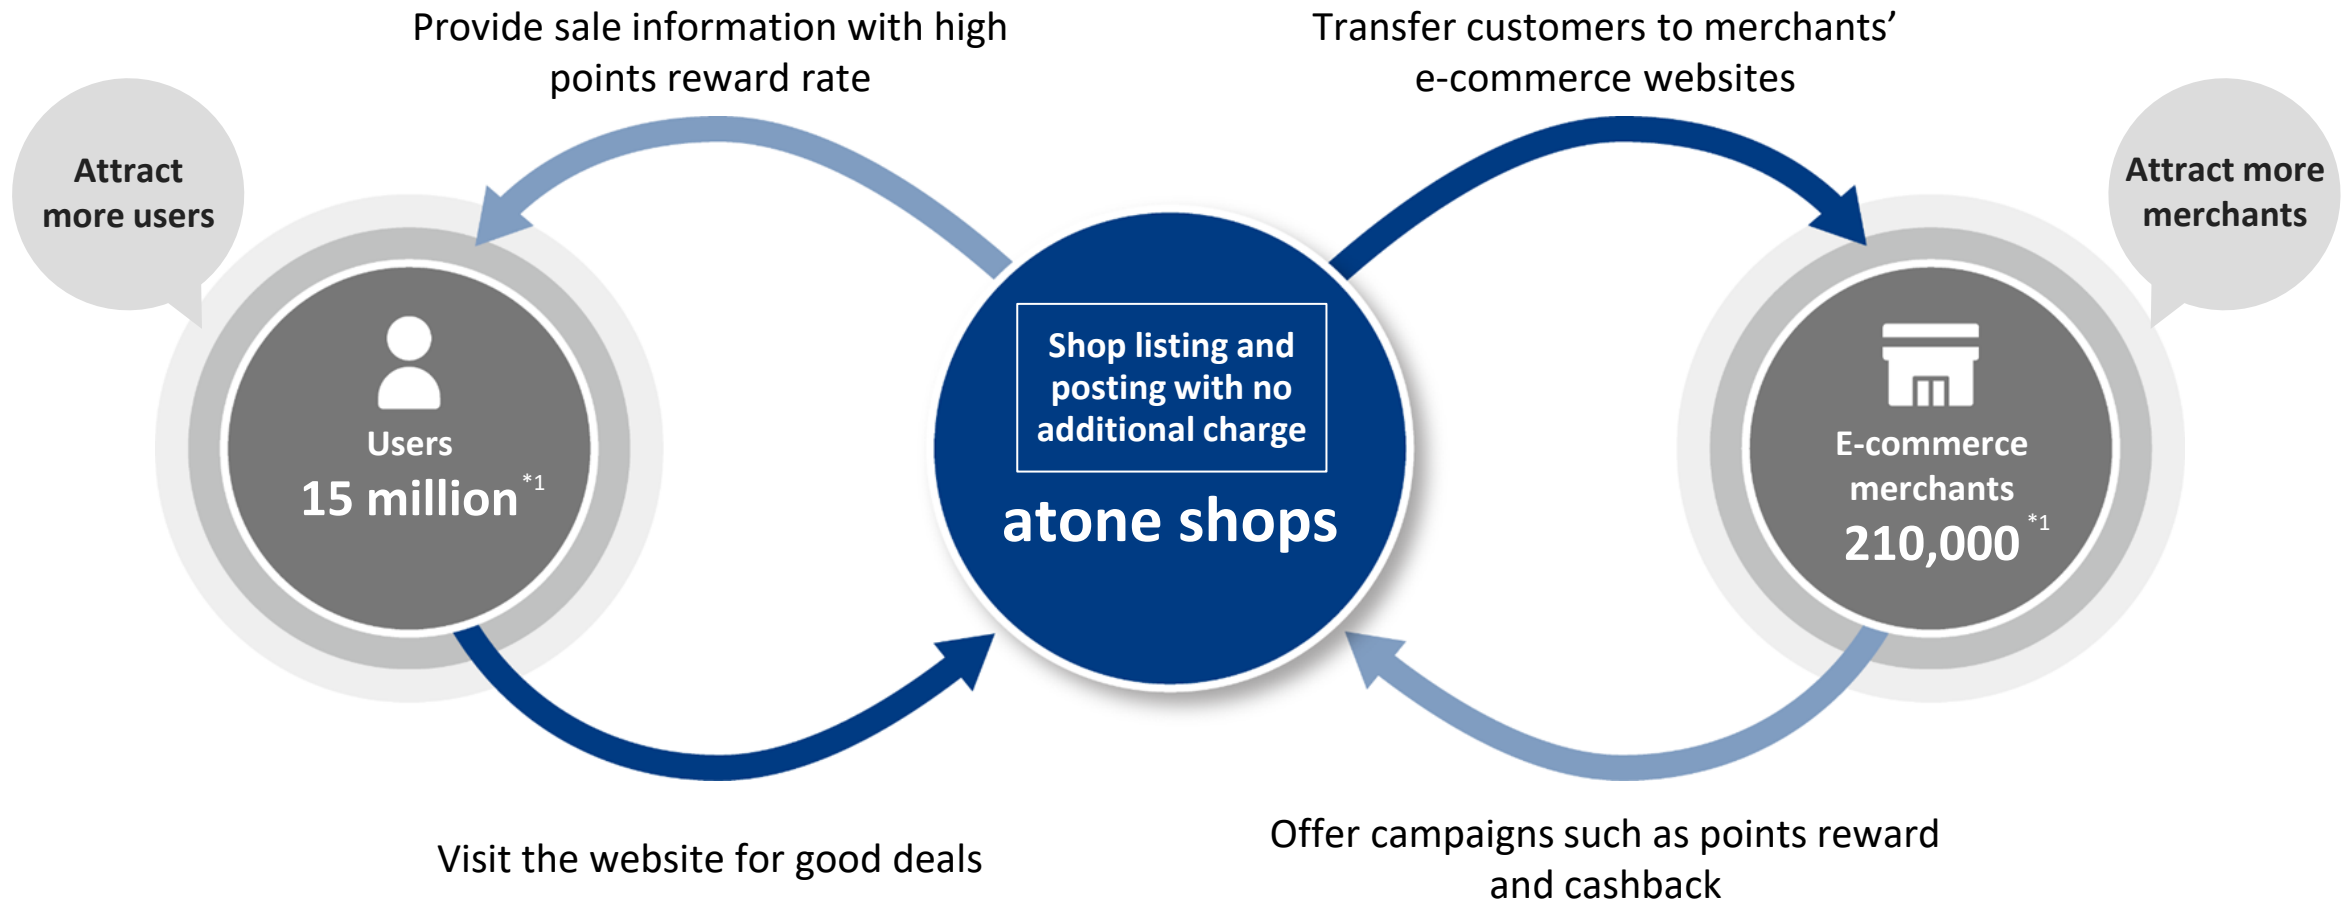 Provide sale information with high
points reward rate
Transfer customers to merchants’
e-commerce websites
Attract
more users
Attract more
merchants
Users
15 million*1
Shop listing and
posting with no
additional charge
atone shops
E-commerce
merchants
210,000 *1
Visit the website for good deals
Offer campaigns such as points reward
and cashback